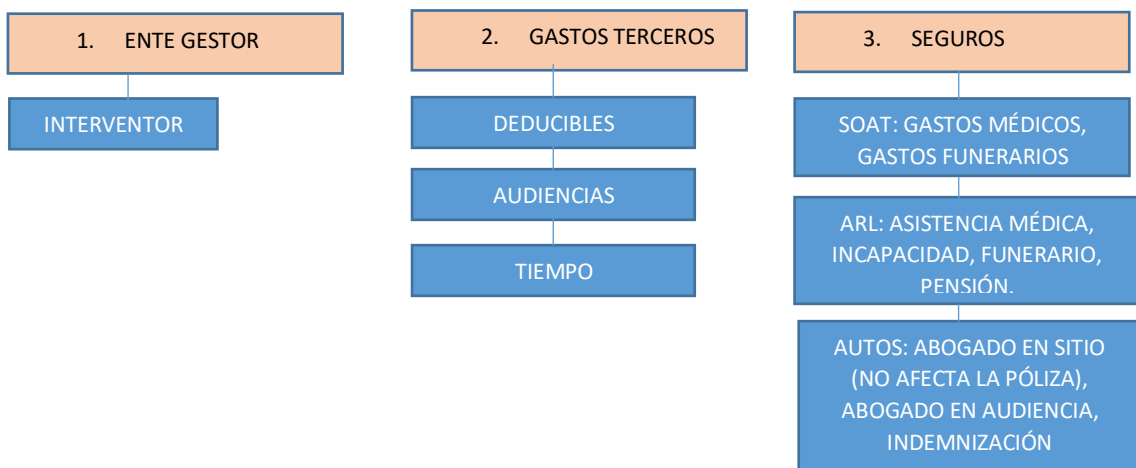 1. ENTE GESTOR
INTERVENTOR
2. GASTOS TERCEROS
DEDUCIBLES
AUDIENCIAS
TIEMPO
3. SEGUROS
SOAT: GASTOS MÉDICOS,
GASTOS FUNERARIOS
ARL: ASISTENCIA MÉDICA,
INCAPACIDAD, FUNERARIO,
PENSIÓN.
AUTOS: ABOGADO EN SITIO
(NO AFECTA LA PÓLIZA),
ABOGADO EN AUDIENCIA,
INDEMNIZACIÓN